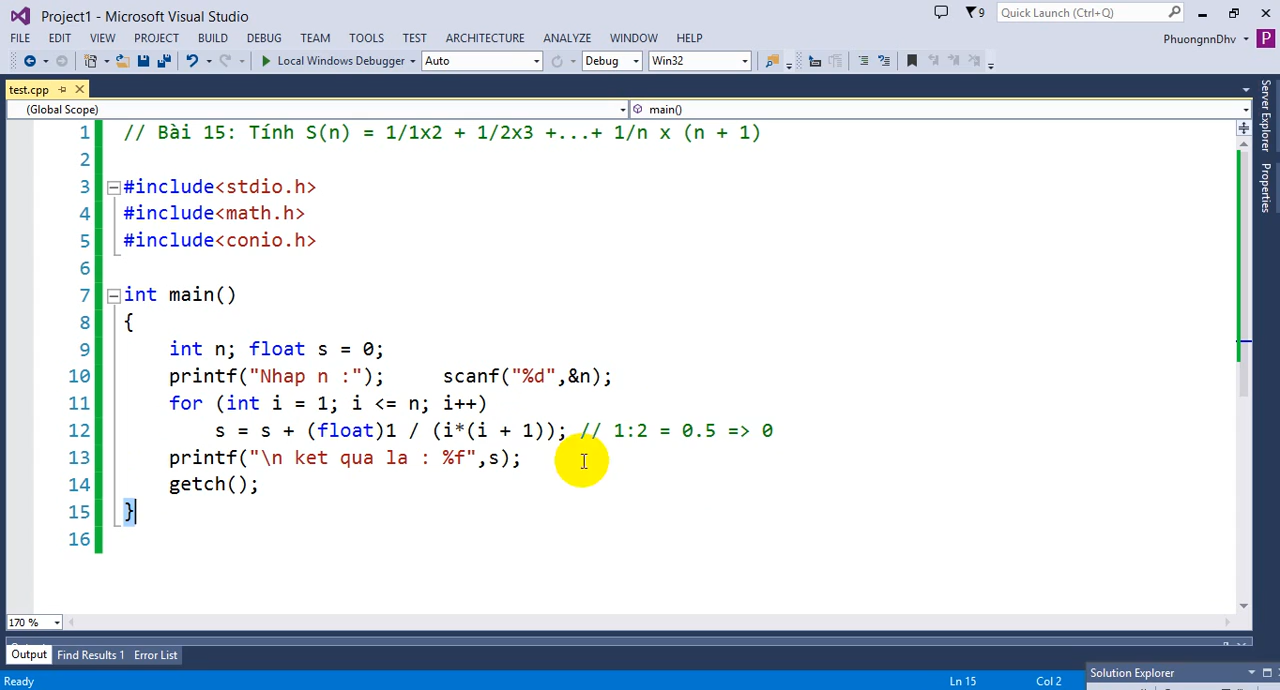 Project1 - Microsoft Visual Studio
9
Quick Launch (Ctrl+Q)
FILE EDIT VIEW PROJECT BUILD DEBUG TEAM TOOLS TEST ARCHITECTURE ANALYZE WINDOW HELP
PhuongnnDhv
P
Local Windows Debugger Auto Debug Win32
test.cpp
(Global Scope) main()
Server Explorer
Properties
1 // Bài 15: Tính S(n) = 1/1x2 + 1/2x3 +...+ 1/n x (n + 1)
2
3 #include<stdio.h>
4 #include<math.h>
5 #include<conio.h>
6
7 int main()
8 {
9 int n; float s = 0;
10 printf("Nhap n :"); scanf("%d",&n);
11 for (int i = 1; i <= n; i++)
12 s = s + (float)1 / (i*(i + 1)); // 1:2 = 0.5 => 0
13 printf("\n ket qua la : %f",s);
14 getch();
15 }
16
170 %
Output Find Results 1 Error List
Solution Explorer
Ready Ln 15 Col 2